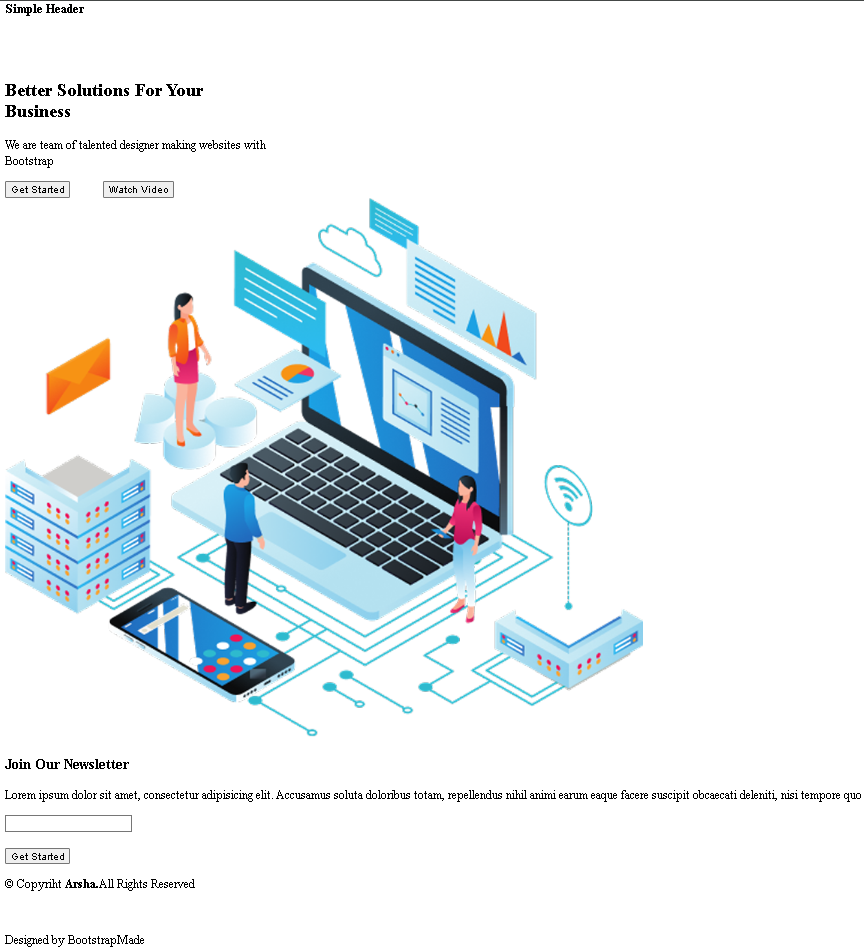 Simple Header
Better Solutions For Your
Business
We are team of talented designer making websites with
Bootstrap
Get Started
Watch Video
Join Our Newsletter
Lorem ipsum dolor sit amet, consectetur adipisicing elit. Accusamus soluta doloribus totam, repellendus nihil animi earum eaque facere suscipit obcaecati deleniti, nisi tempore quo
Get Started
© Copyriht Arsha.All Rights Reserved
Designed by BootstrapMade